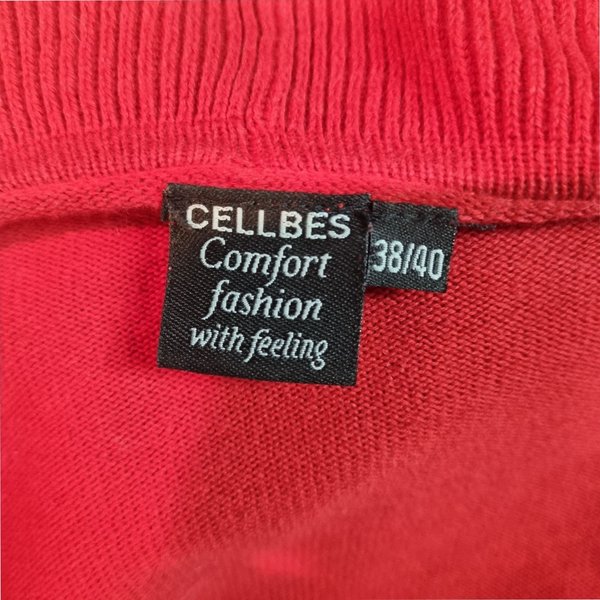 CELLBES
Comfort
fashion
with feeling
38/40